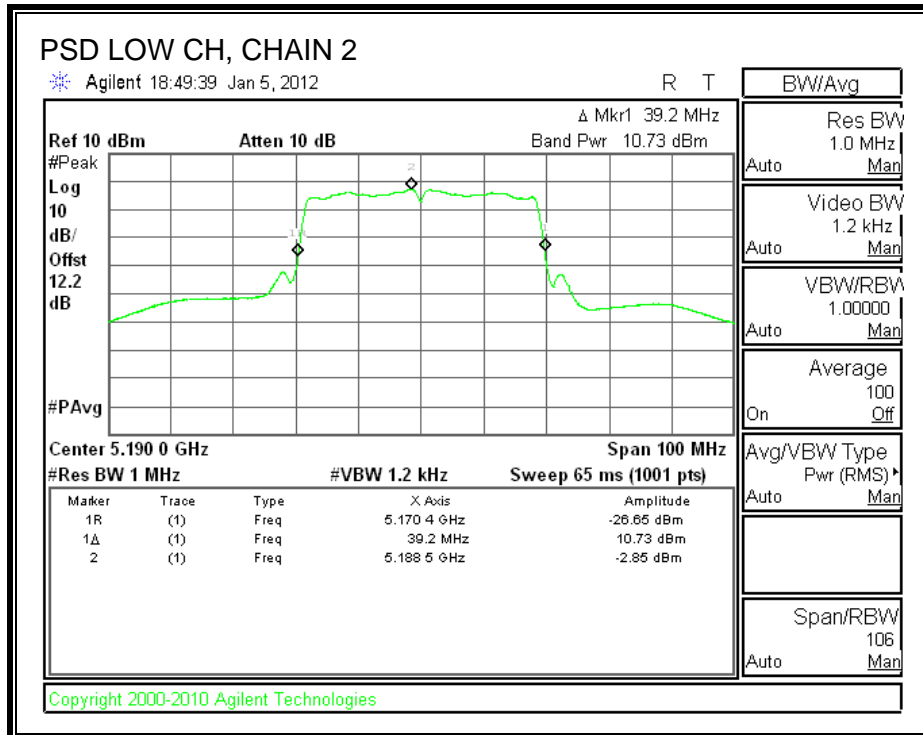 PSD LOW CH, CHAIN 2
Agilent 18:49:39 Jan 5, 2012 R T
Δ Mkr1 39.2 MHz
Ref 10 dBm Atten 10 dB Band Pwr 10.73 dBm
#Peak
Log
10
dB/
Offst
12.2
dB
#PAvg
2
Center 5.190 0 GHz Span 100 MHz
#Res BW 1 MHz #VBW 1.2 kHz Sweep 65 ms (1001 pts)
Marker Trace Type X Axis Amplitude
1R (1) Freq 5.170 4 GHz -26.65 dBm
1Δ (1) Freq 39.2 MHz 10.73 dBm
2 (1) Freq 5.188 5 GHz -2.85 dBm
BW/Avg
Res BW
1.0 MHz
Auto Man
Video BW
1.2 kHz
Auto Man
VBW/RBW
1.00000
Auto Man
Average
100
On Off
Avg/VBW Type
Pwr (RMS)
Auto Man
Span/RBW
106
Auto Man
Copyright 2000-2010 Agilent Technologies